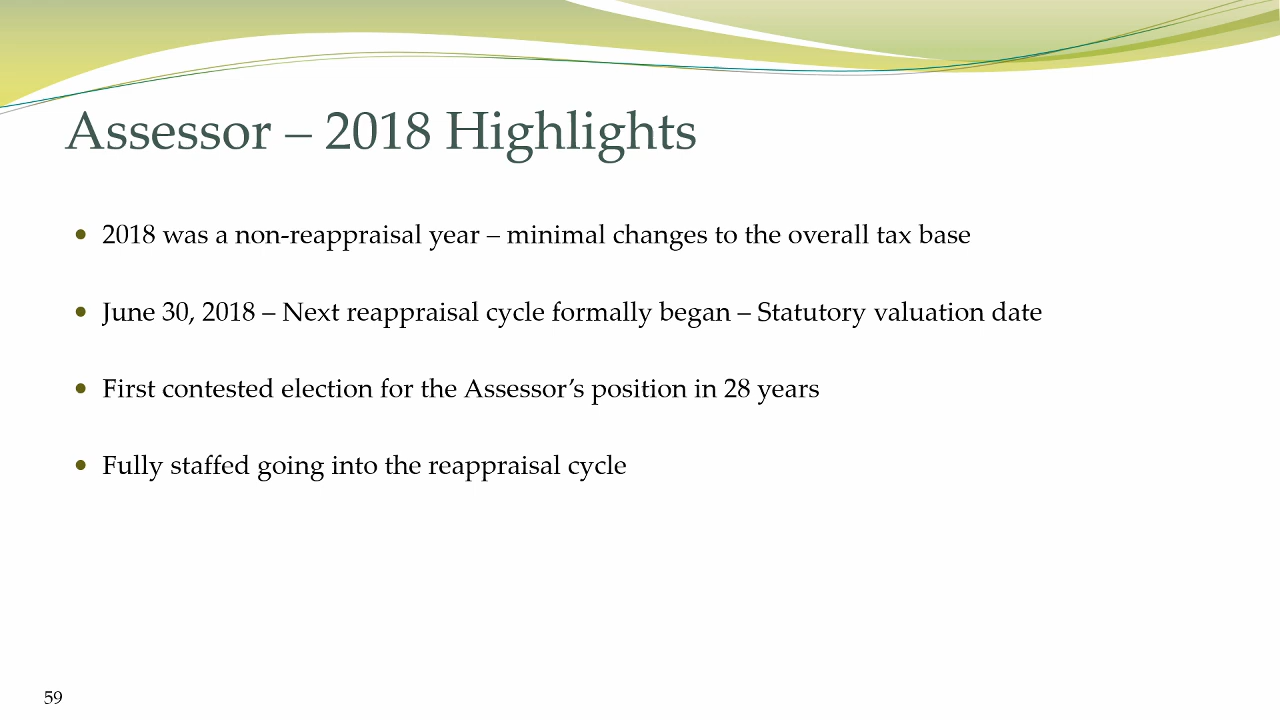 Assessor – 2018 Highlights
• 2018 was a non-reappraisal year – minimal changes to the overall tax base
• June 30, 2018 – Next reappraisal cycle formally began – Statutory valuation date
• First contested election for the Assessor’s position in 28 years
• Fully staffed going into the reappraisal cycle
59